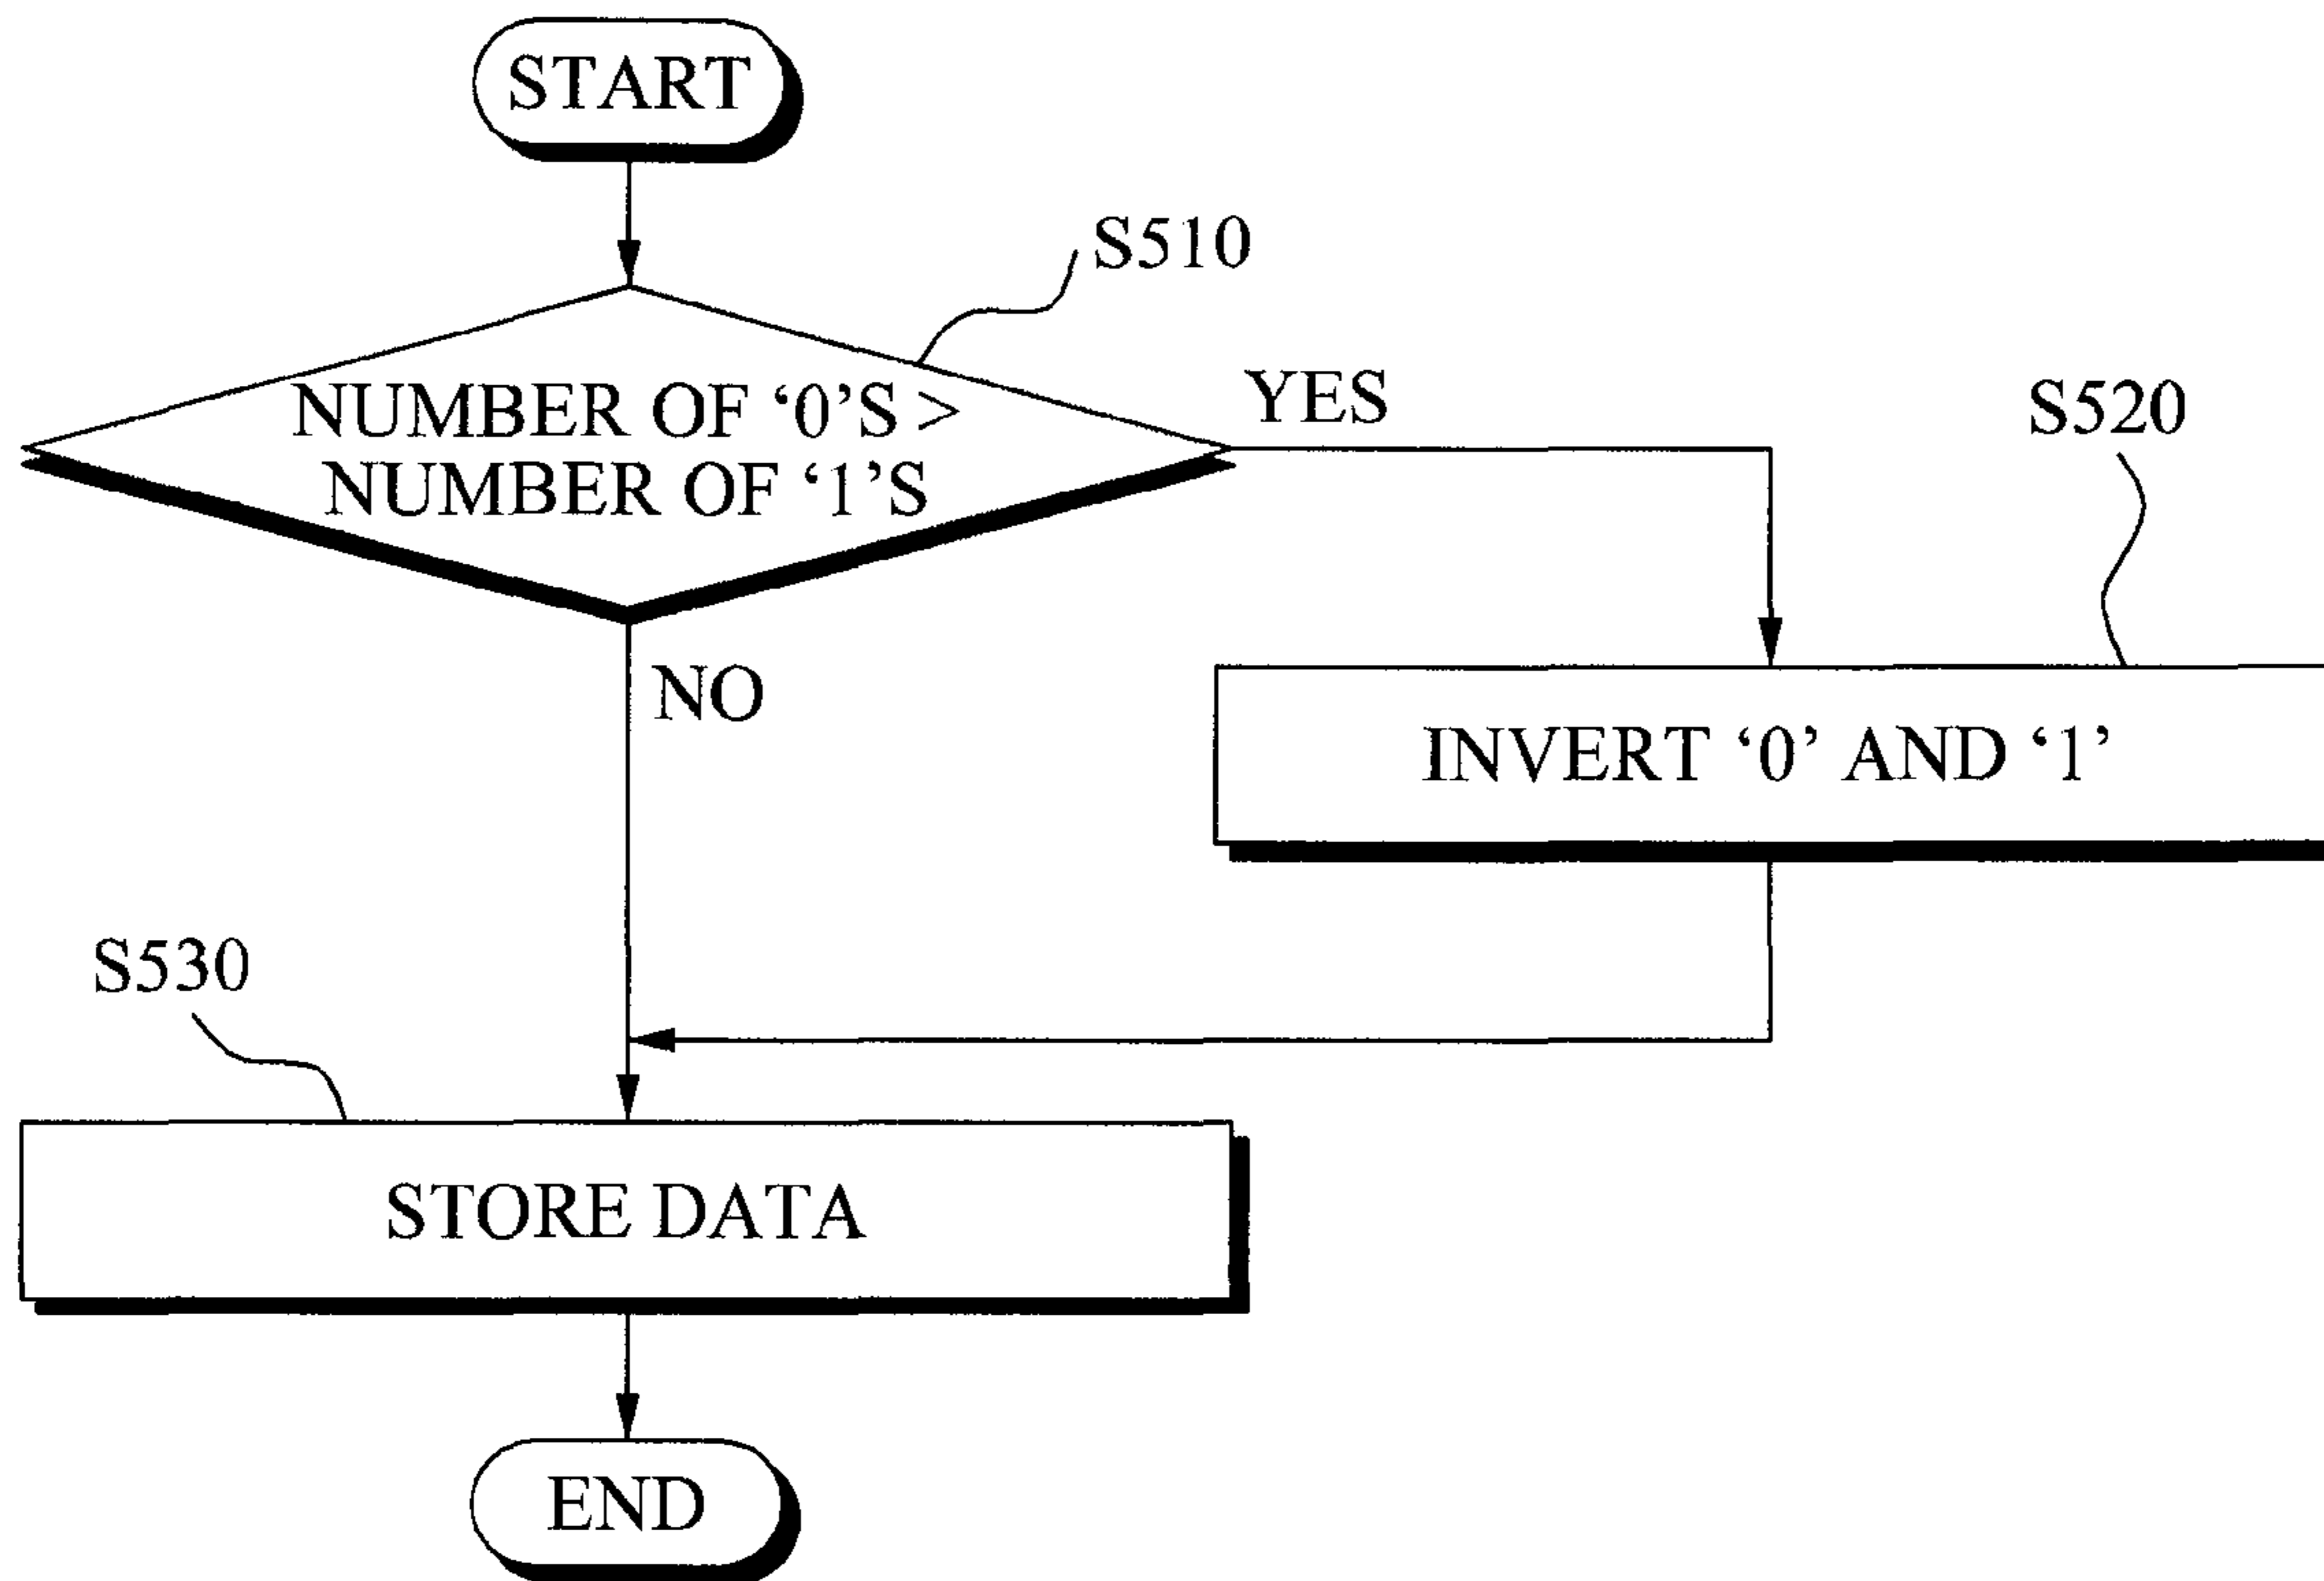 START
S510
NUMBER OF ‘0’S >
NUMBER OF ‘1’S
YES
S520
NO
INVERT ‘0’ AND ‘1’
S530
STORE DATA
END